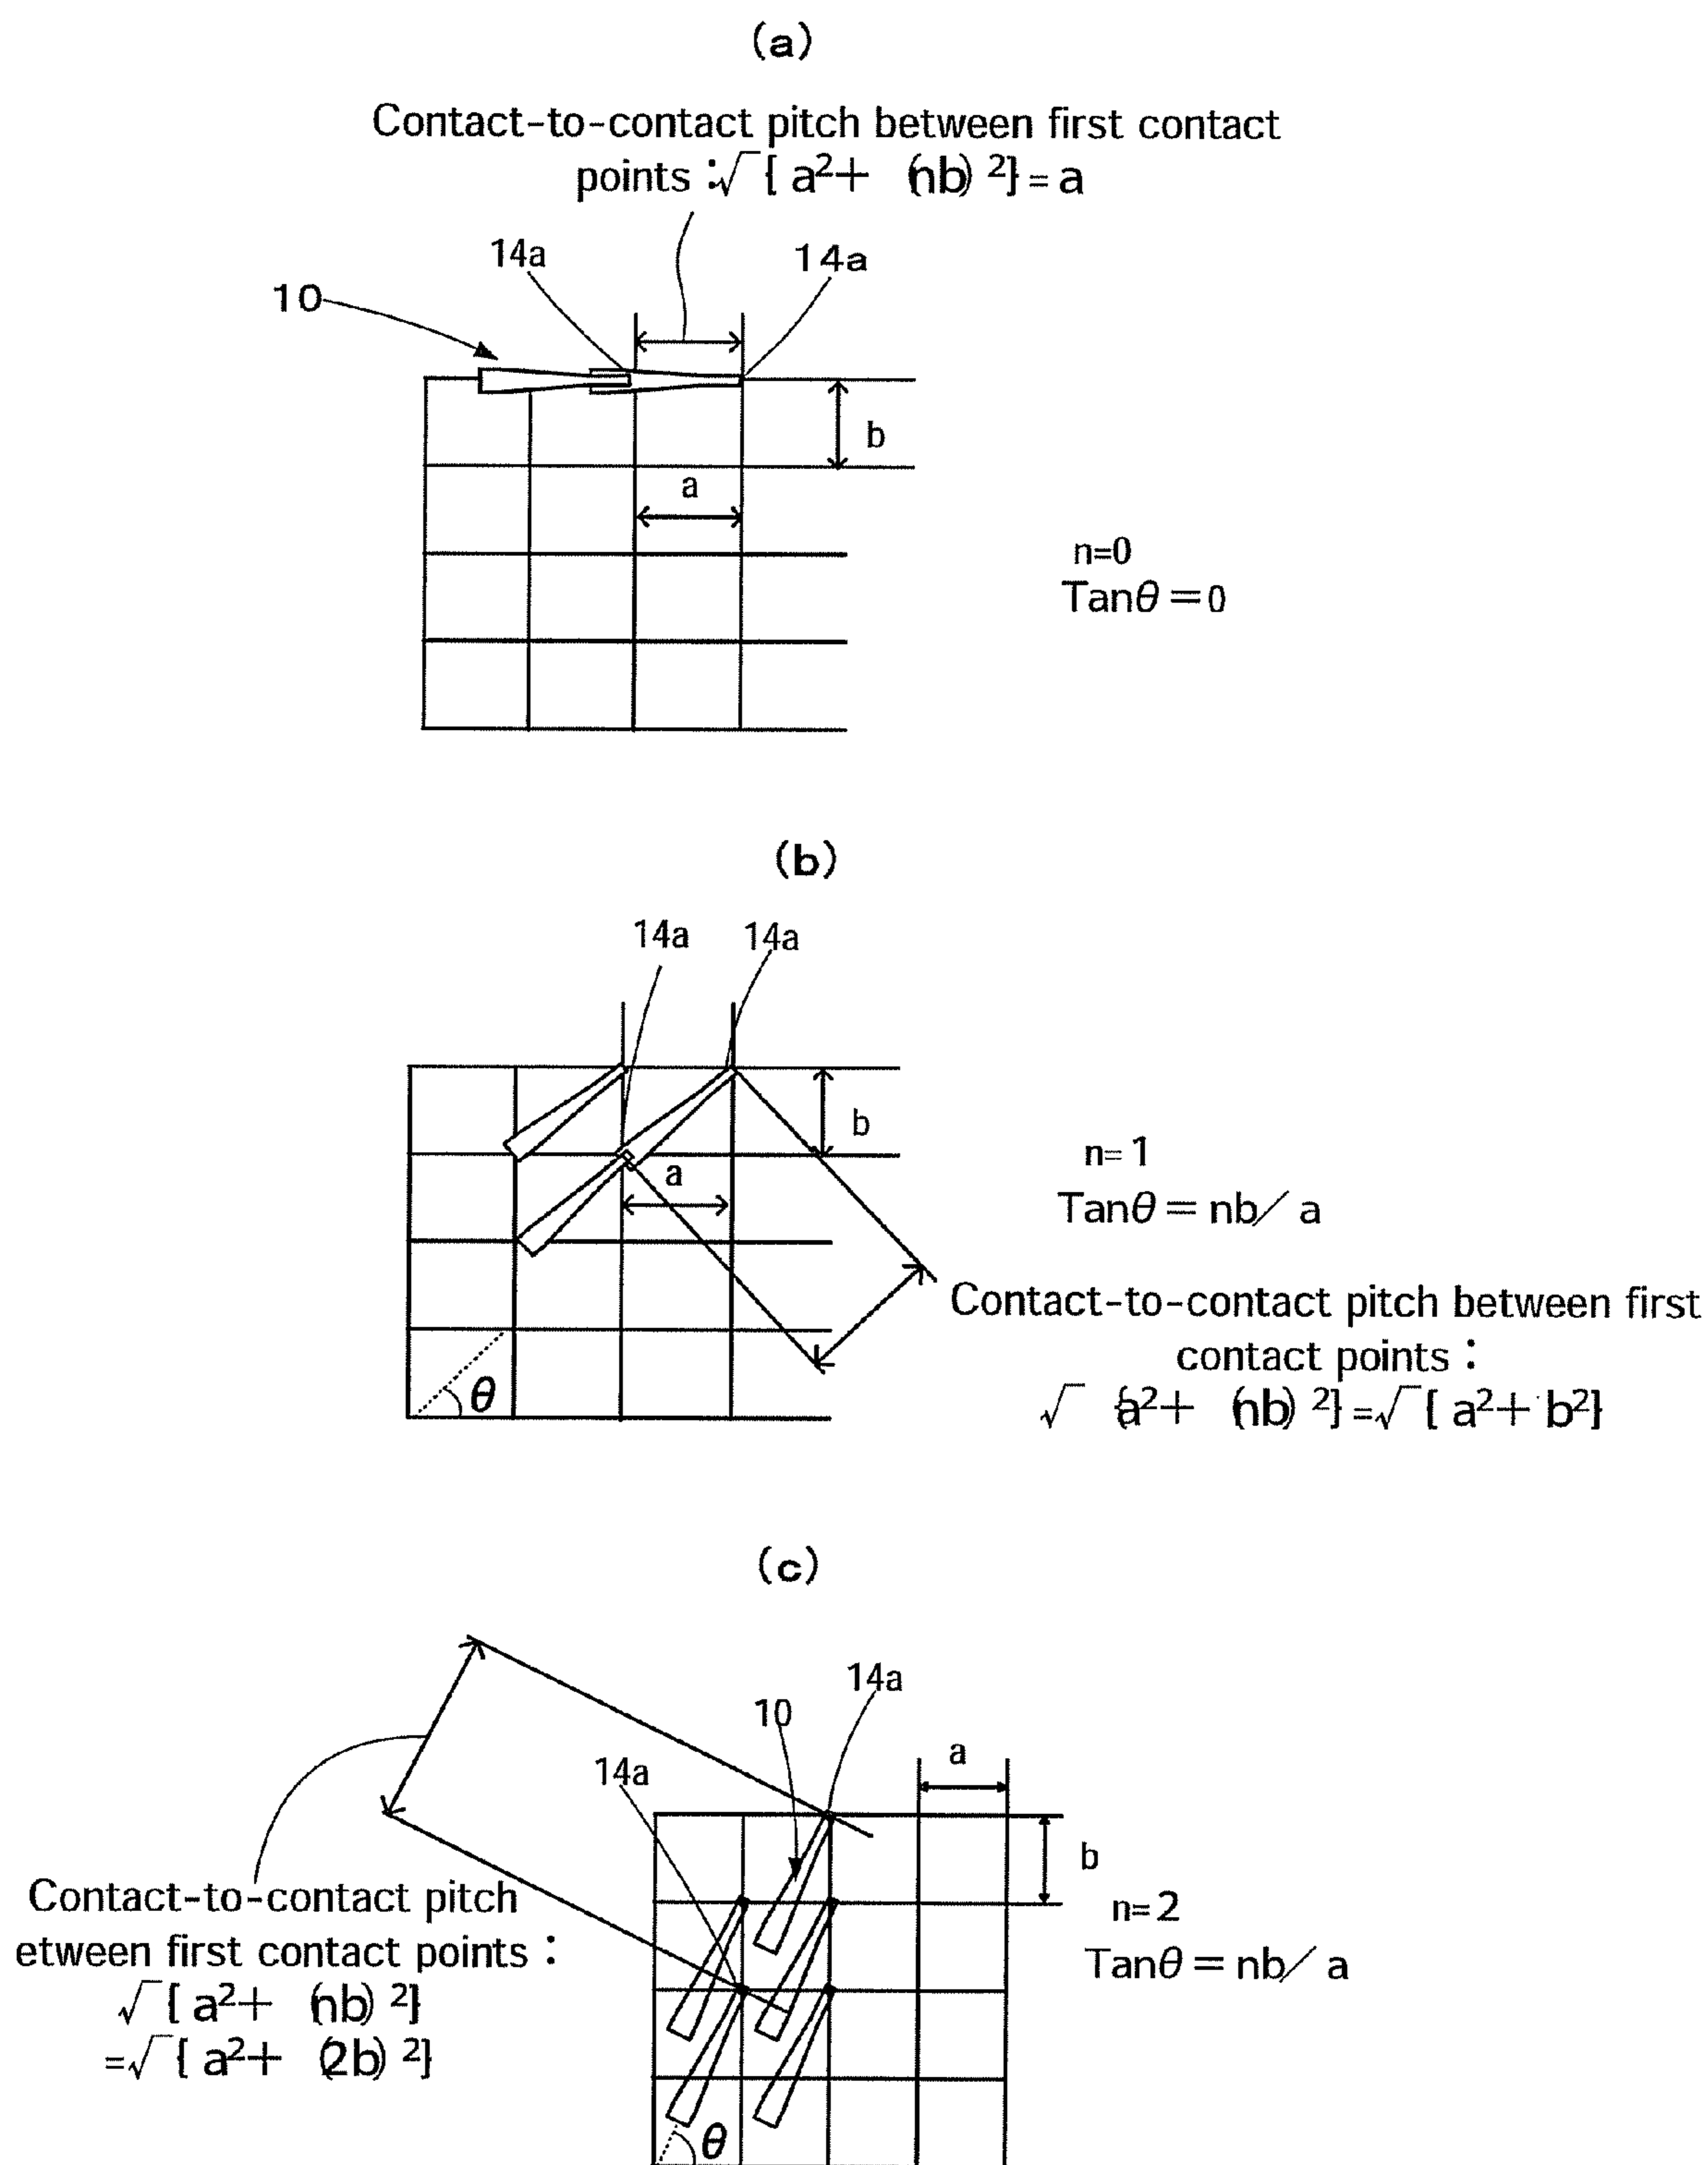 (a)
Contact-to-contact pitch between first contact
points :√{ a²+ (nb) ²}=a
14a
14a
10
b
a
n=0
Tanθ=0
(b)
14a
14a
b
a
n=1
Tanθ=nb/a
Contact-to-contact pitch between first
contact points :
√{a²+ (nb) ²}=√{ a²+b²}
θ
(c)
14a
10
14a
a
b
Contact-to-contact pitch
etween first contact points :
√{ a²+ (nb) ²}
=√{ a²+ (2b) ²}
n=2
Tanθ=nb/a
θ